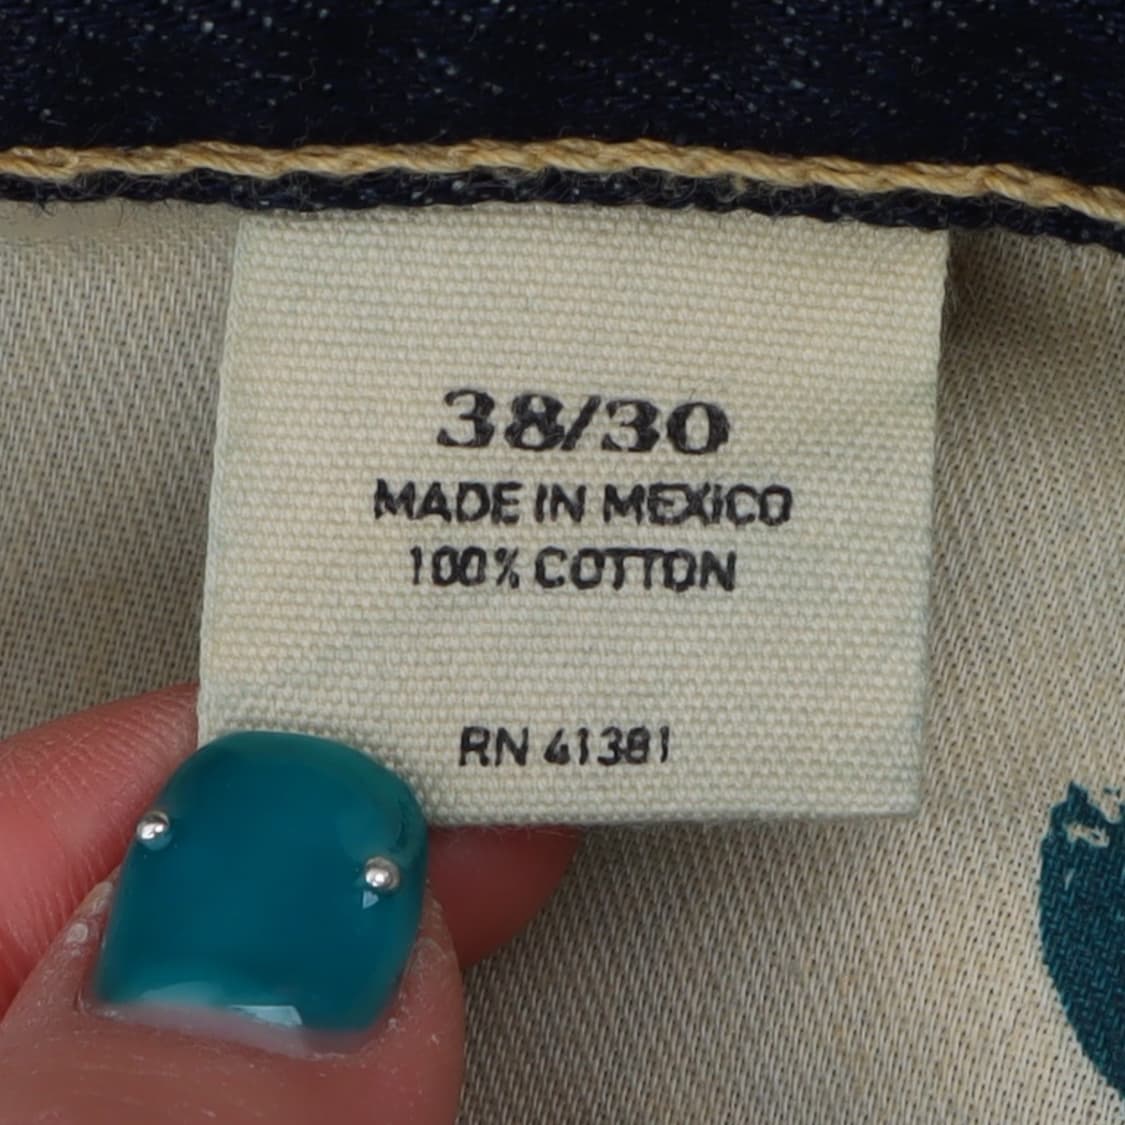 38/30
MADE IN MEXICO
100% COTTON
RN 41381